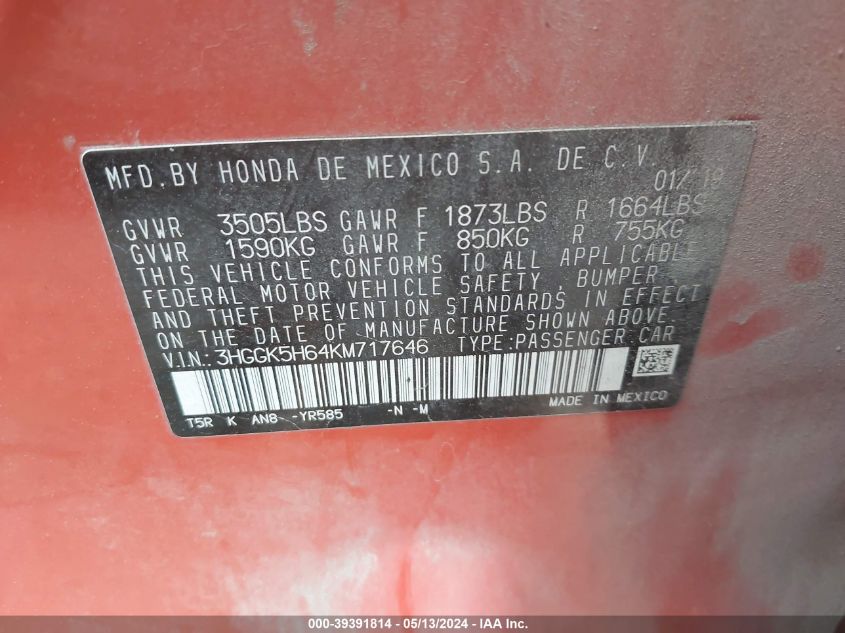 MFD. BY HONDA DE MEXICO S.A. DE C.V.
01/19
GVWR 3505LBS GAWR F 1873LBS R 1664LBS
GVWR 1590KG GAWR F 850KG R 755KG
THIS VEHICLE CONFORMS TO ALL APPLICABLE
FEDERAL MOTOR VEHICLE SAFETY, BUMPER
AND THEFT PREVENTION STANDARDS IN EFFECT
ON THE DATE OF MANUFACTURE SHOWN ABOVE.
V.I.N.: 3HGGK5H64KM717646 TYPE:PASSENGER CAR
T5R K AN8- -YR585 -N -M MADE IN MEXICO
000-39391814 - 05/13/2024 - IAA Inc.